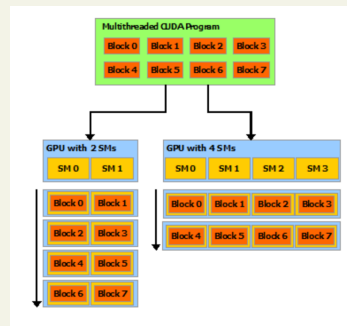 Multithreaded CUDA Program
Block 0 Block 1 Block 2 Block 3
Block 4 Block 5 Block 6 Block 7
GPU with 2 SMs
SM 0 SM 1
Block 0 Block 1
Block 2 Block 3
Block 4 Block 5
Block 6 Block 7
GPU with 4 SMs
SM 0 SM 1 SM 2 SM 3
Block 0 Block 1 Block 2 Block 3
Block 4 Block 5 Block 6 Block 7